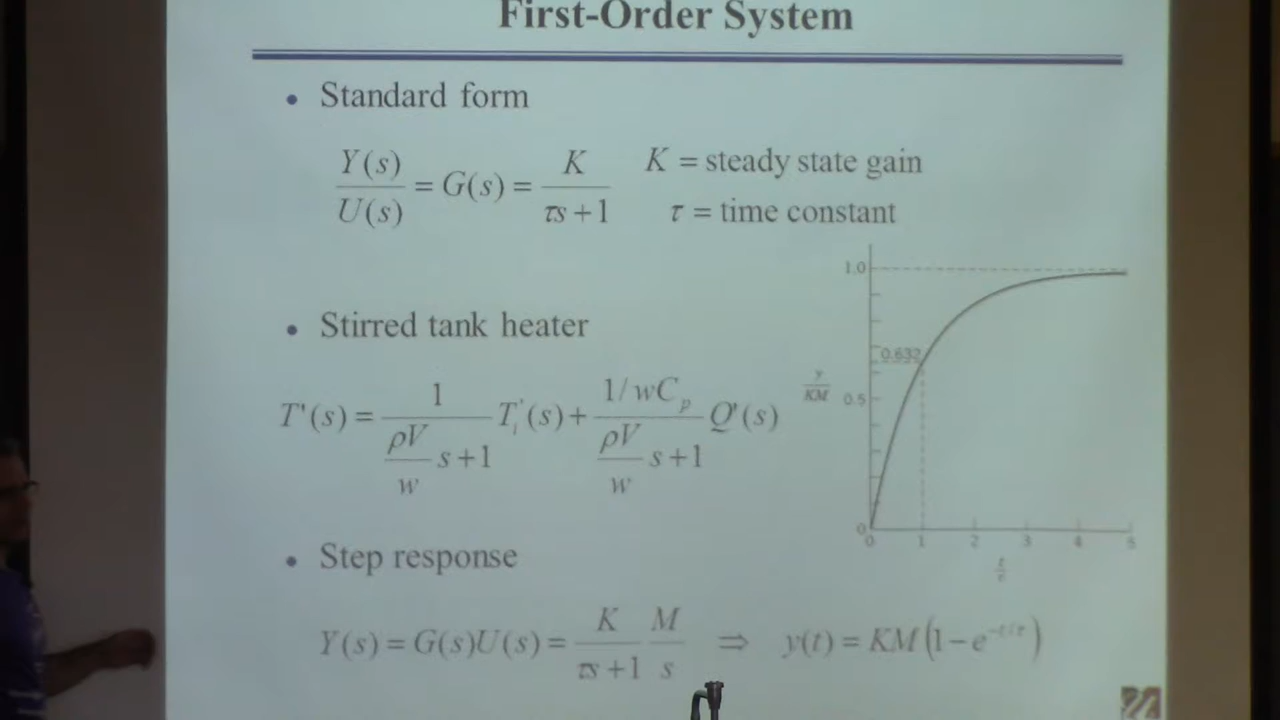 First-Order System
• Standard form
Y(s)/U(s) = G(s) = K/(τs+1)
K = steady state gain
τ = time constant
• Stirred tank heater
T'(s) = 1/(ρV/w s+1) T_i'(s) + (1/wC_p)/(ρV/w s+1) Q'(s)
1.0
0.632
y/KM
0.5
0
0 1 2 3 4 5
t/τ
• Step response
Y(s) = G(s)U(s) = K/(τs+1) M/s ⇒ y(t) = KM(1−e^{−t/τ})